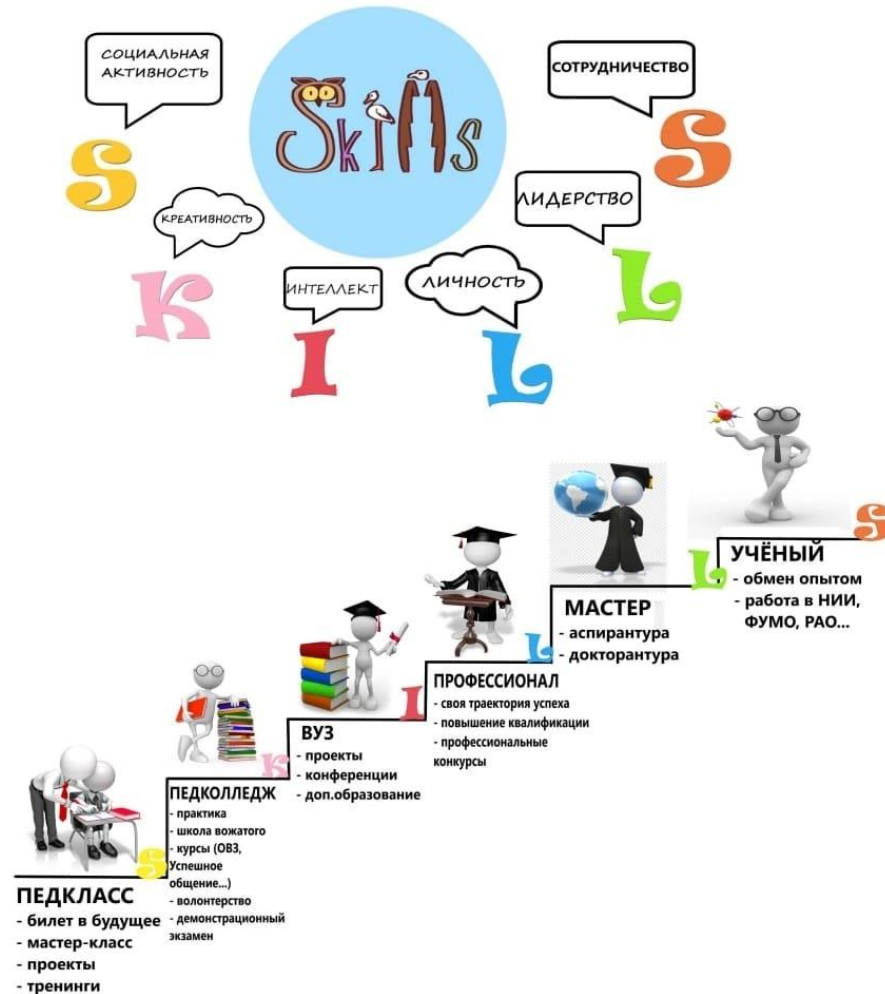 СОЦИАЛЬНАЯ
АКТИВНОСТЬ
Skills
СОТРУДНИЧЕСТВО
S
S
КРЕАТИВНОСТЬ
ЛИДЕРСТВО
K
ИНТЕЛЛЕКТ
ЛИЧНОСТЬ
L
I
L
ПЕДКЛАСС
- билет в будущее
- мастер-класс
- проекты
- тренинги
S
ПЕДКОЛЛЕДЖ
- практика
- школа вожатого
- курсы (ОВЗ,
Успешное
общение...)
- волонтерство
- демонстрационный
экзамен
K
ВУЗ
- проекты
- конференции
- доп.образование
I
ПРОФЕССИОНАЛ
- своя траектория успеха
- повышение квалификации
- профессиональные
конкурсы
L
МАСТЕР
- аспирантура
- докторантура
L
УЧЁНЫЙ
- обмен опытом
- работа в НИИ,
ФУМО, РАО...
S